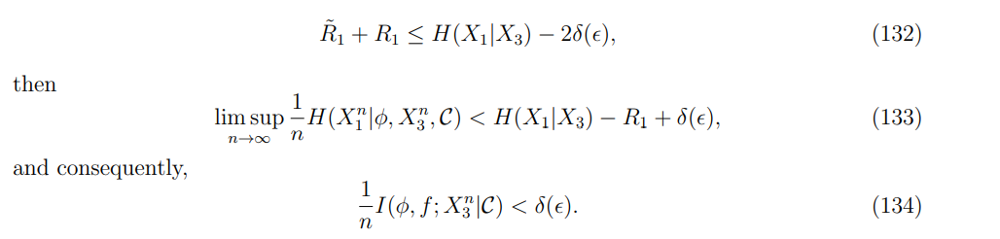 R̃₁ + R₁ ≤ H(X₁|X₃) − 2δ(ϵ), (132)
then
lim sup_{n→∞} 1/n H(X₁ⁿ|ϕ, X₃ⁿ, 𝒞) < H(X₁|X₃) − R₁ + δ(ϵ), (133)
and consequently,
1/n I(ϕ, f; X₃ⁿ|𝒞) < δ(ϵ). (134)